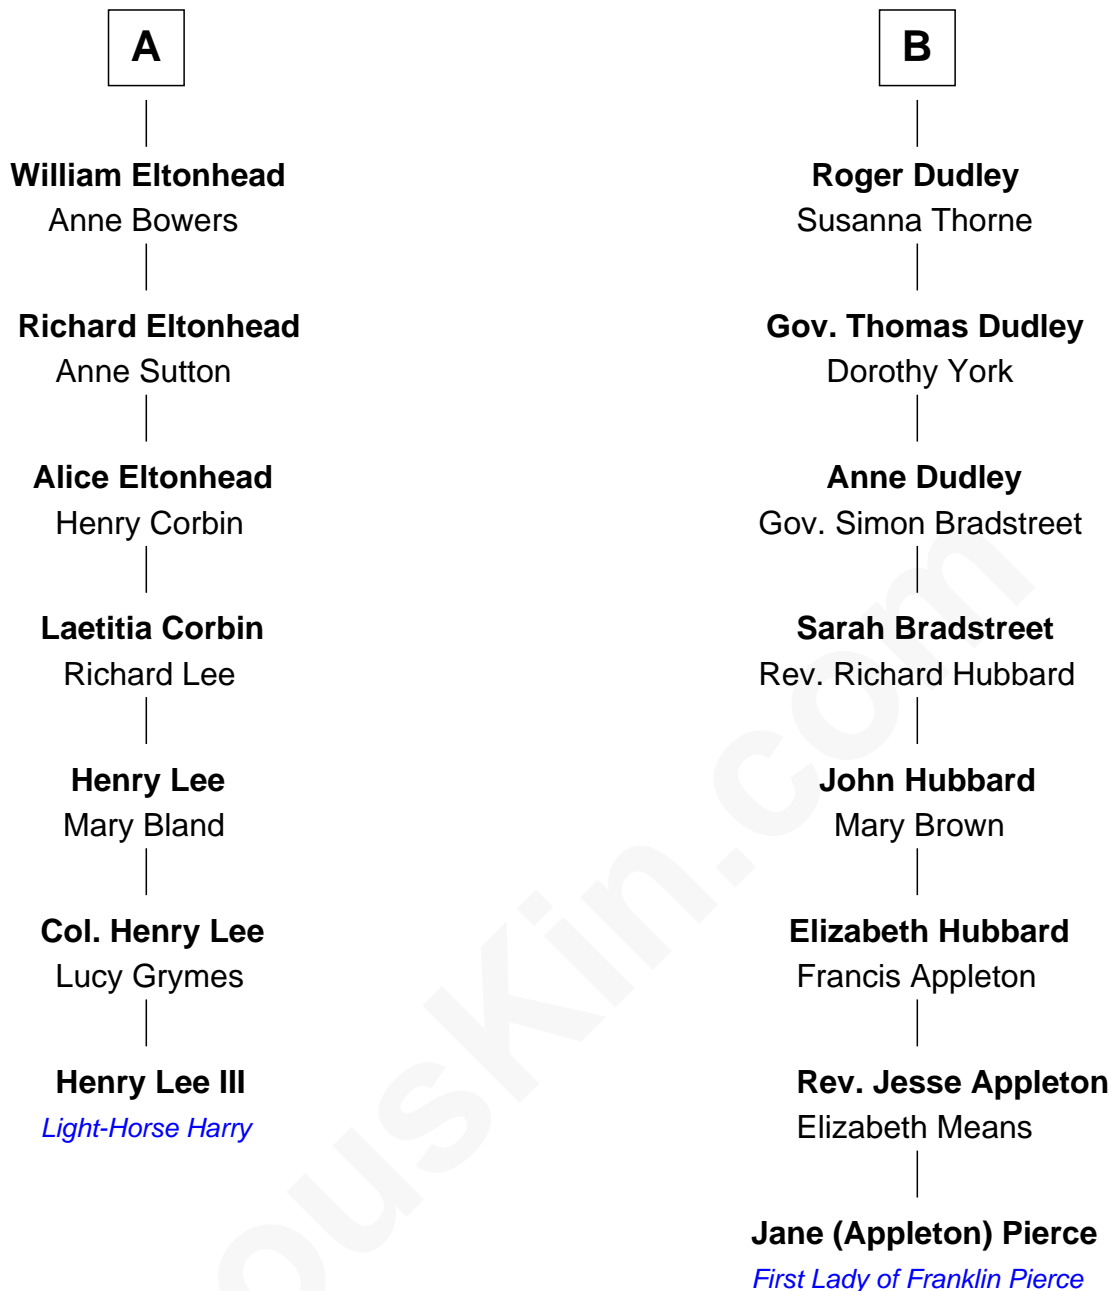 A
William Eltonhead
Anne Bowers
Richard Eltonhead
Anne Sutton
Alice Eltonhead
Henry Corbin
Laetitia Corbin
Richard Lee
Henry Lee
Mary Bland
Col. Henry Lee
Lucy Grymes
Henry Lee III
Light-Horse Harry
B
Roger Dudley
Susanna Thorne
Gov. Thomas Dudley
Dorothy York
Anne Dudley
Gov. Simon Bradstreet
Sarah Bradstreet
Rev. Richard Hubbard
John Hubbard
Mary Brown
Elizabeth Hubbard
Francis Appleton
Rev. Jesse Appleton
Elizabeth Means
Jane (Appleton) Pierce
First Lady of Franklin Pierce
ousKin.com